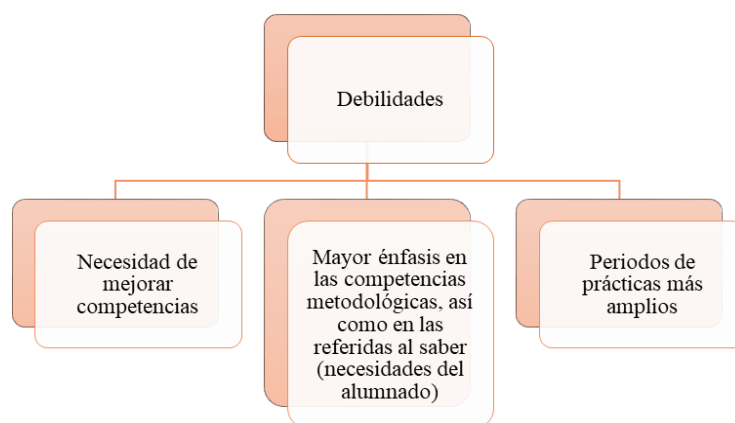 Debilidades
Necesidad de
mejorar
competencias
Mayor énfasis en
las competencias
metodológicas, así
como en las
referidas al saber
(necesidades del
alumnado)
Periodos de
prácticas más
amplios